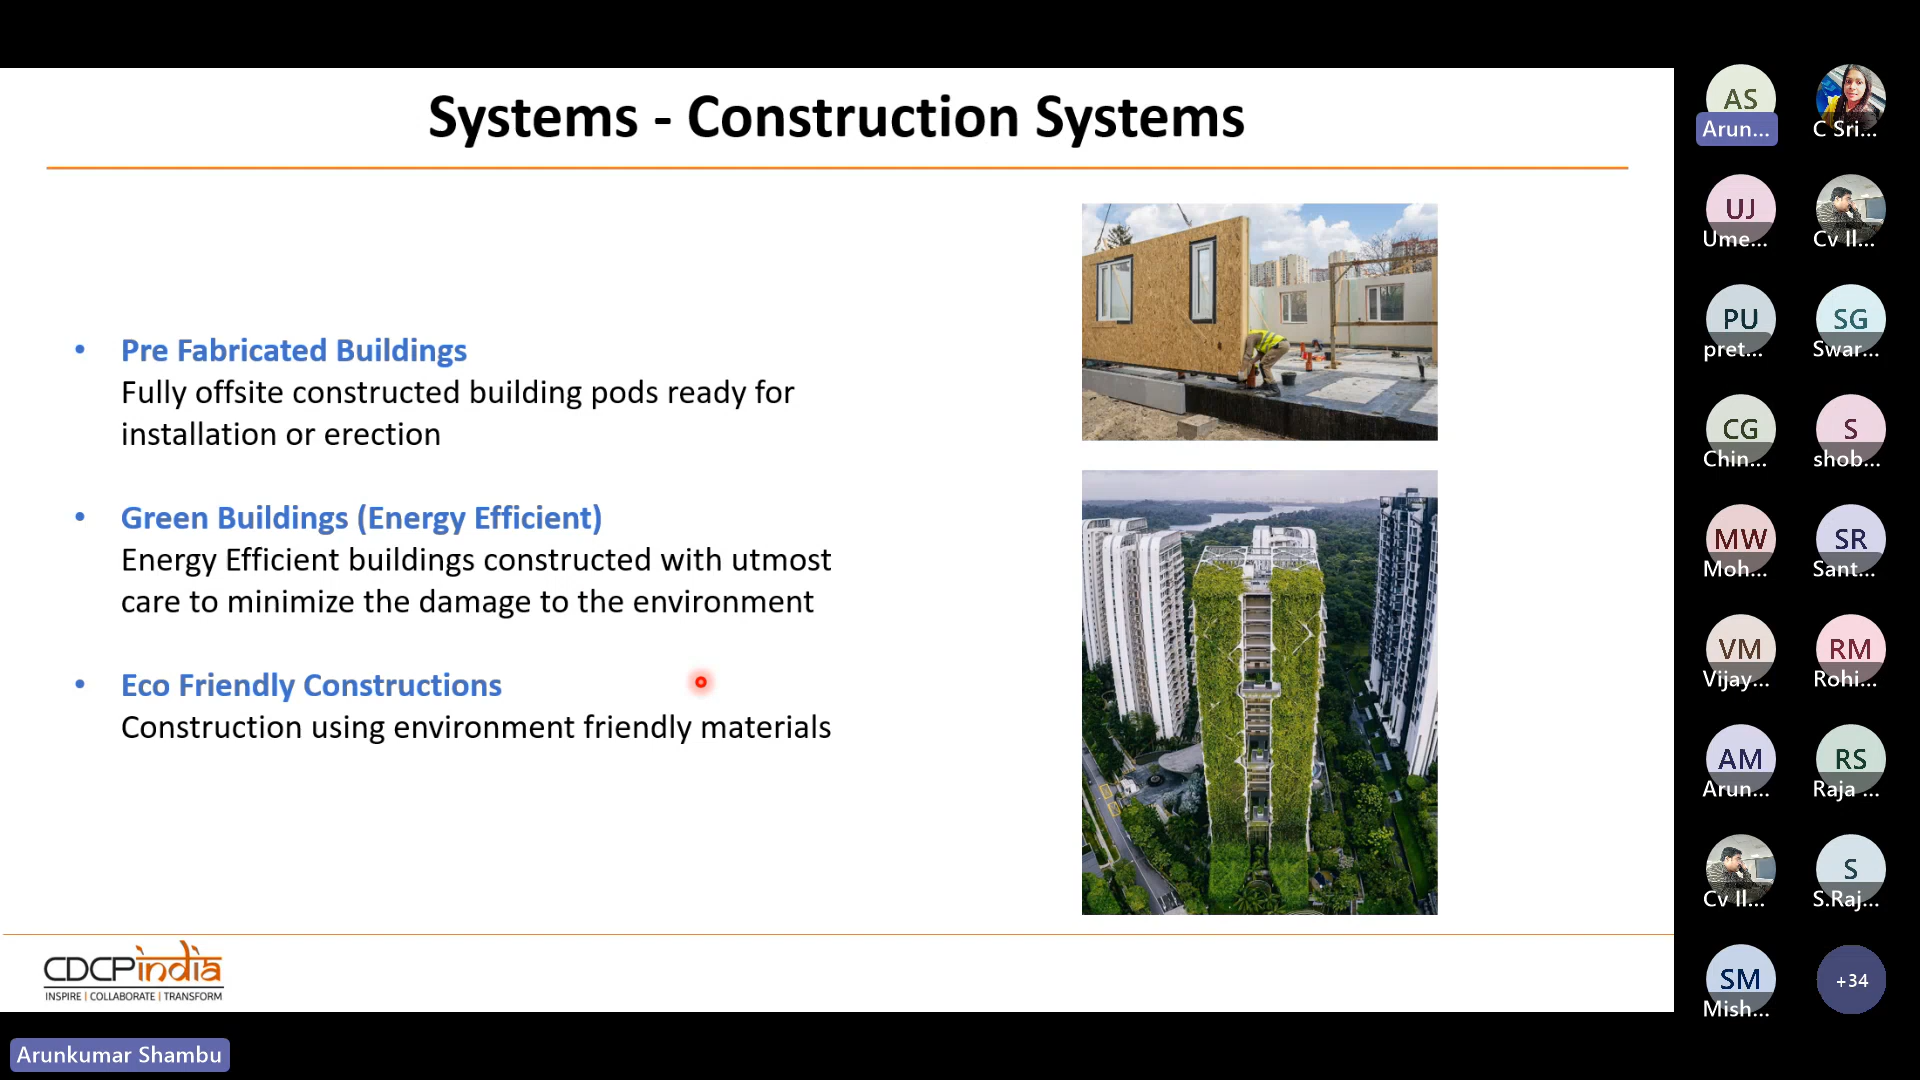 Systems - Construction Systems
• Pre Fabricated Buildings
Fully offsite constructed building pods ready for
installation or erection
• Green Buildings (Energy Efficient)
Energy Efficient buildings constructed with utmost
care to minimize the damage to the environment
• Eco Friendly Constructions
Construction using environment friendly materials
CDCPindia
INSPIRE | COLLABORATE | TRANSFORM
Arunkumar Shambu
AS
Arun...
C Sri...
UJ
Ume...
Cv Il...
PU
pret...
SG
Swar...
CG
Chin...
S
shob...
MW
Moh...
SR
Sant...
VM
Vijay...
RM
Rohi...
AM
Arun...
RS
Raja ...
Cv Il...
S
S.Raj...
SM
Mish...
+34